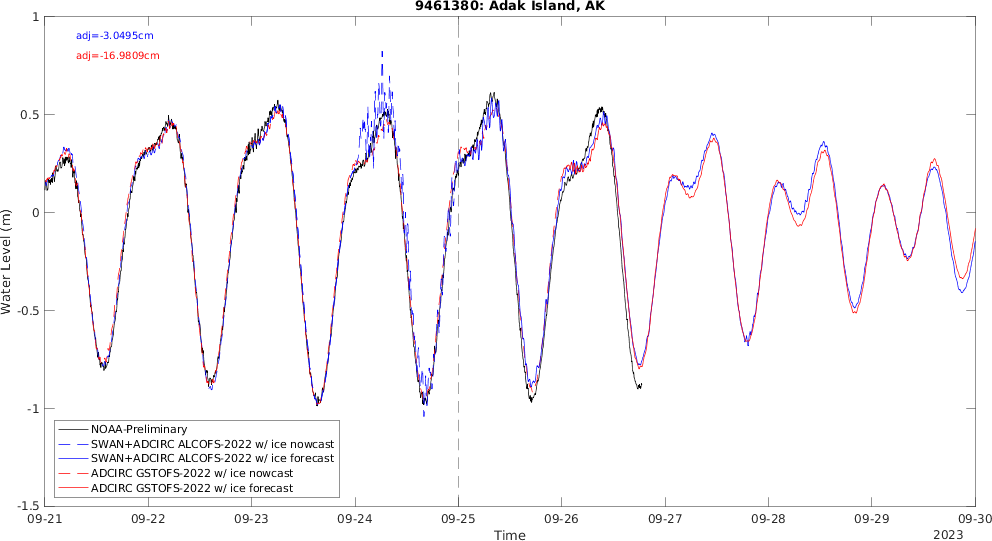 9461380: Adak Island, AK
adj=-3.0495cm
adj=-16.9809cm
1
0.5
0
-0.5
-1
-1.5
Water Level (m)
NOAA-Preliminary
SWAN+ADCIRC ALCOFS-2022 w/ ice nowcast
SWAN+ADCIRC ALCOFS-2022 w/ ice forecast
ADCIRC GSTOFS-2022 w/ ice nowcast
ADCIRC GSTOFS-2022 w/ ice forecast
09-21 09-22 09-23 09-24 09-25 09-26 09-27 09-28 09-29 09-30
Time
2023